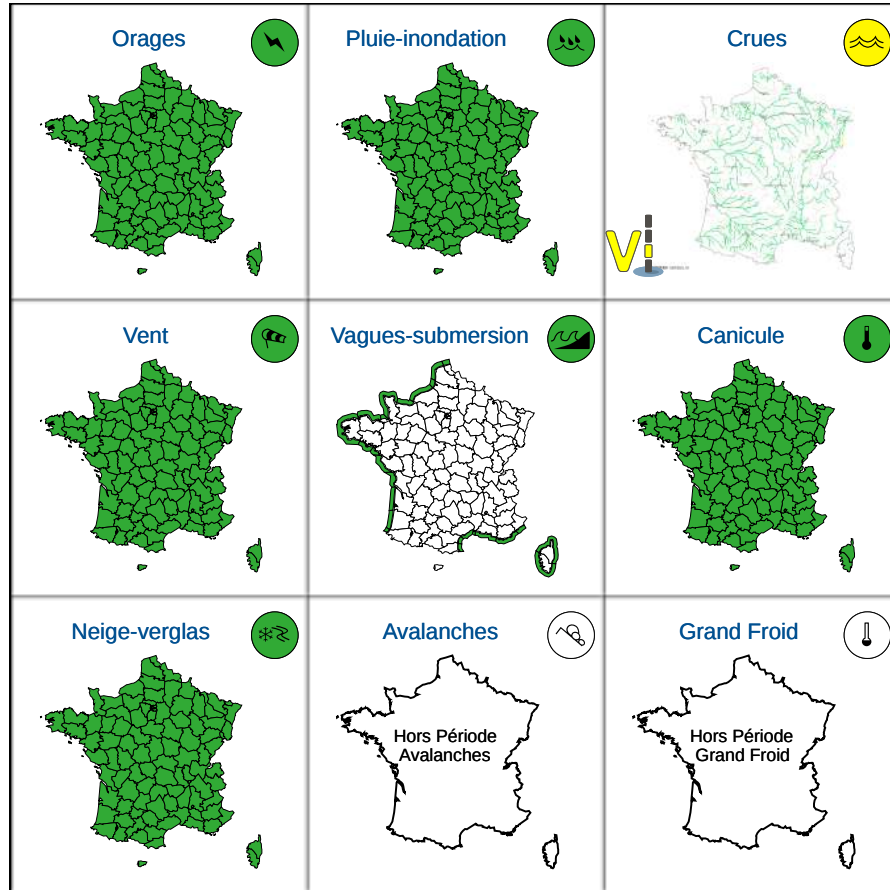 Orages
Pluie-inondation
Crues
Vi
Vent
Vagues-submersion
Canicule
Neige-verglas
Avalanches
Grand Froid
Hors Période
Avalanches
Hors Période
Grand Froid